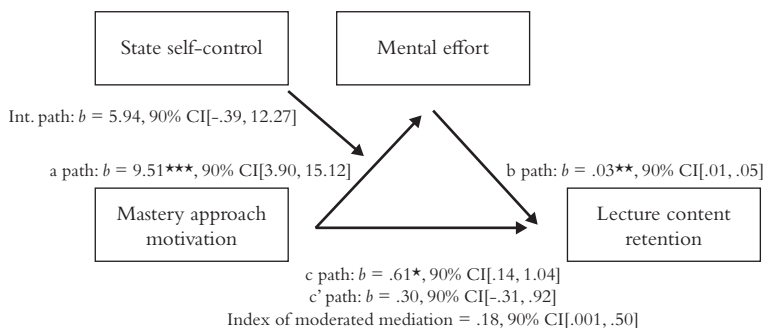 State self-control
Mental effort
Int. path: b = 5.94, 90% CI[-.39, 12.27]
a path: b = 9.51★★★, 90% CI[3.90, 15.12]
b path: b = .03★★, 90% CI[.01, .05]
Mastery approach
motivation
Lecture content
retention
c path: b = .61★, 90% CI[.14, 1.04]
c’ path: b = .30, 90% CI[-.31, .92]
Index of moderated mediation = .18, 90% CI[.001, .50]